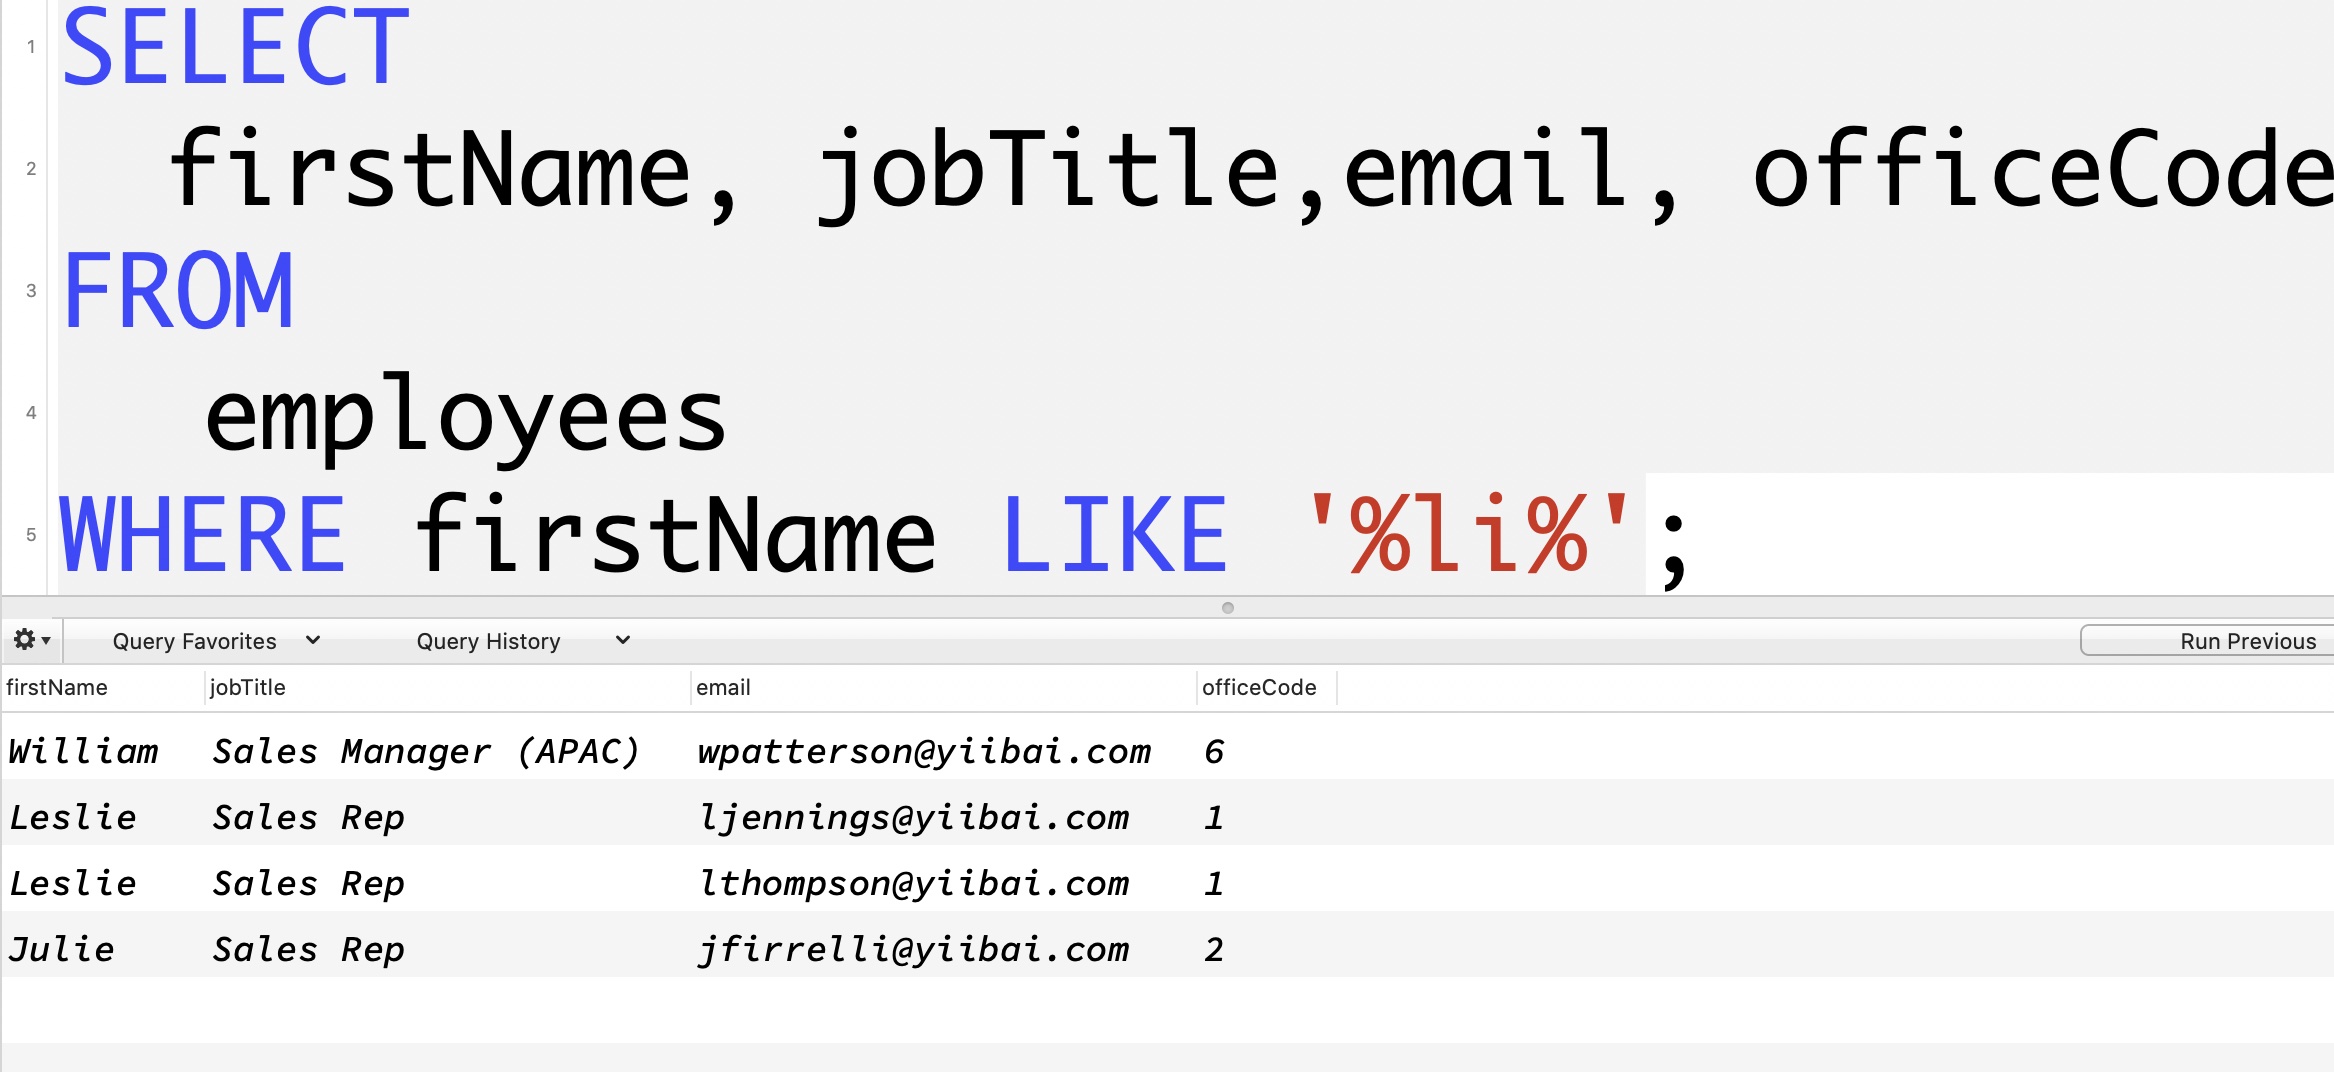 1 SELECT
2 firstName, jobTitle,email, officeCode
3 FROM
4 employees
5 WHERE firstName LIKE '%li%';
Query Favorites Query History Run Previous
firstName jobTitle email officeCode
William Sales Manager (APAC) wpatterson@yiibai.com 6
Leslie Sales Rep ljennings@yiibai.com 1
Leslie Sales Rep lthompson@yiibai.com 1
Julie Sales Rep jfirrelli@yiibai.com 2